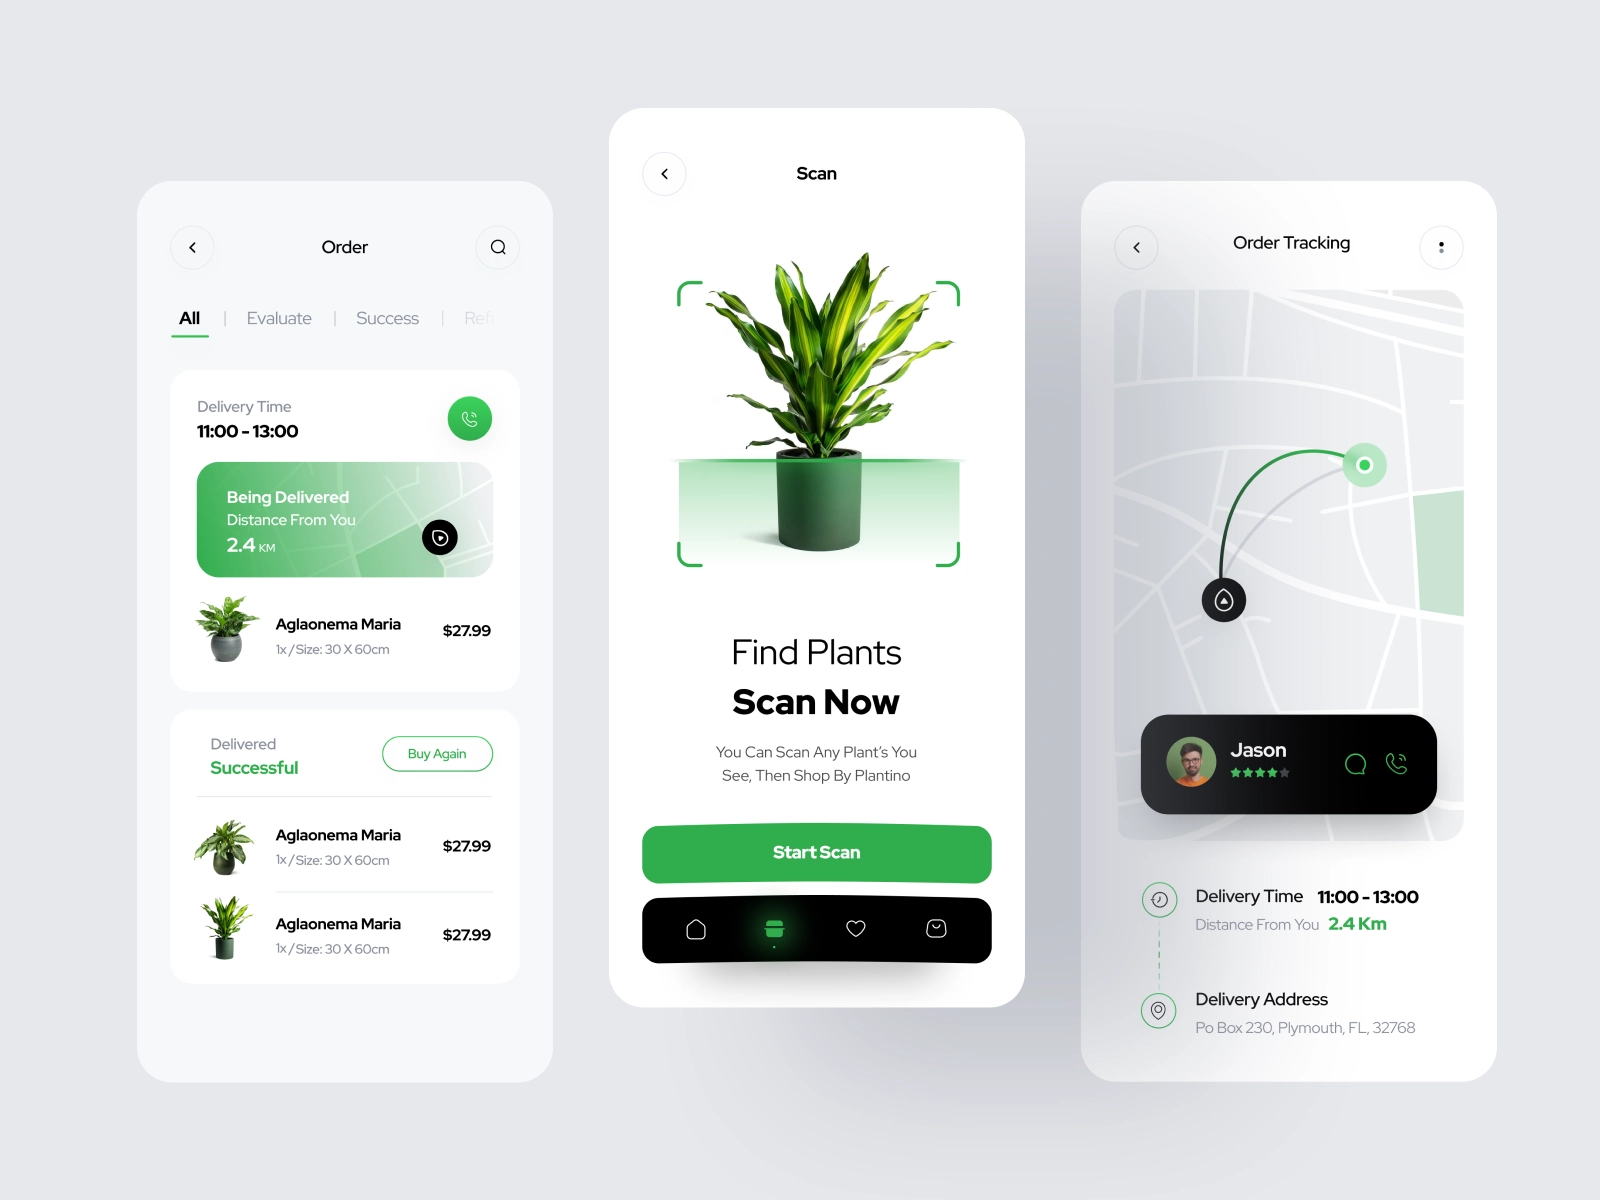 Order
All | Evaluate | Success | Ref
Delivery Time
11:00 - 13:00
Being Delivered
Distance From You
2.4 KM
Aglaonema Maria
1x / Size: 30 X 60cm
$27.99
Delivered
Successful
Buy Again
Aglaonema Maria
1x / Size: 30 X 60cm
$27.99
Aglaonema Maria
1x / Size: 30 X 60cm
$27.99
Scan
Find Plants
Scan Now
You Can Scan Any Plant's You
See, Then Shop By Plantino
Start Scan
Order Tracking
Jason
Delivery Time 11:00 - 13:00
Distance From You 2.4 Km
Delivery Address
Po Box 230, Plymouth, FL, 32768